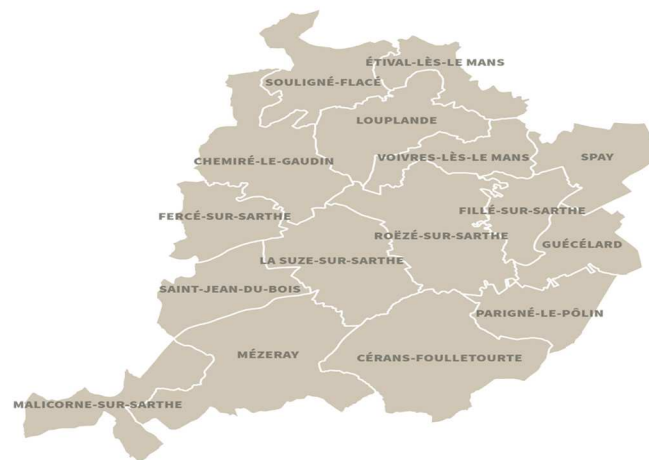 ÉTIVAL-LÈS-LE MANS
SOULIGNÉ-FLACÉ
LOUPLANDE
CHEMIRÉ-LE-GAUDIN
VOIVRES-LÈS-LE MANS
SPAY
FERCÉ-SUR-SARTHE
FILLÉ-SUR-SARTHE
ROËZÉ-SUR-SARTHE
GUÉCÉLARD
LA SUZE-SUR-SARTHE
SAINT-JEAN-DU-BOIS
PARIGNÉ-LE-PÔLIN
MÉZERAY
CÉRANS-FOULLETOURTE
MALICORNE-SUR-SARTHE